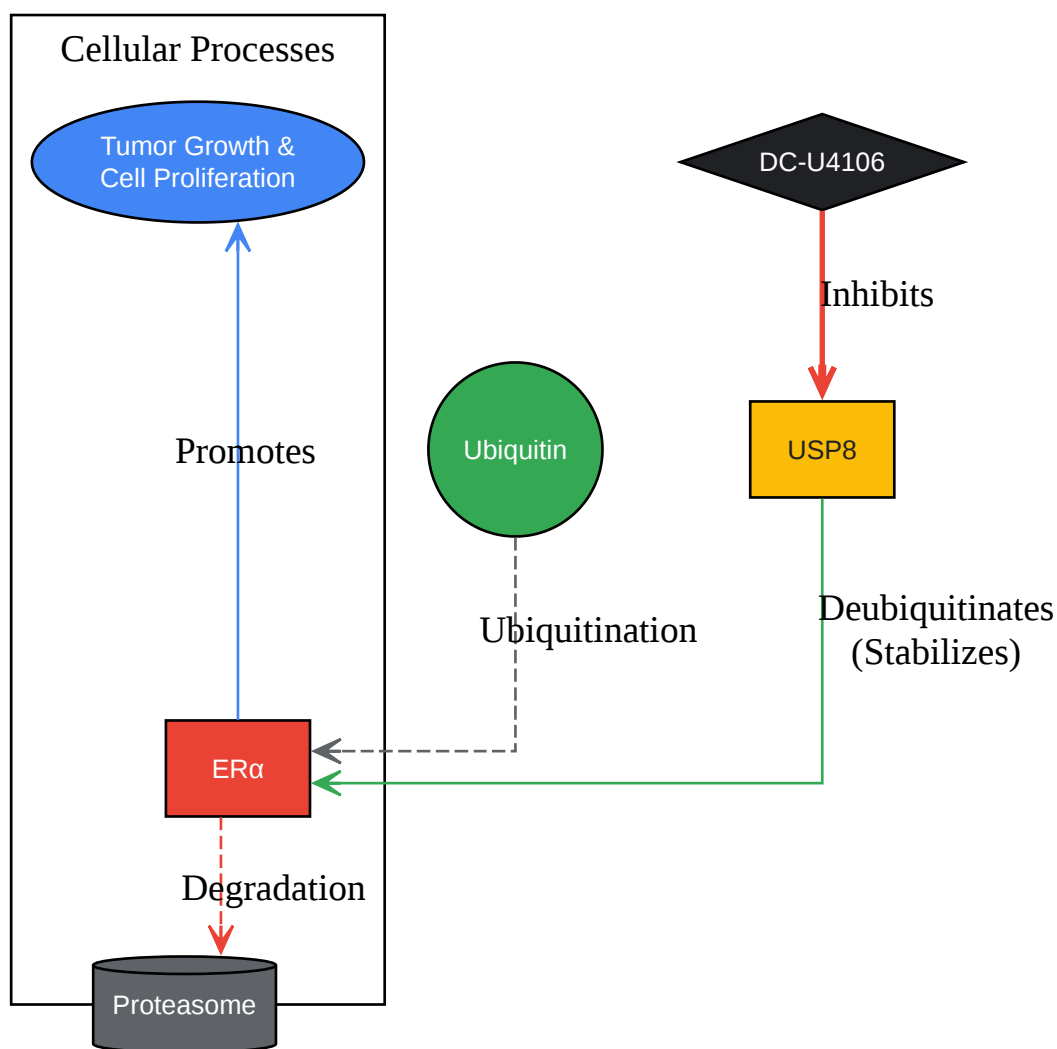 Cellular Processes
Tumor Growth &
Cell Proliferation
DC-U4106
Inhibits
Promotes
Ubiquitin
USP8
Ubiquitination
Deubiquitinates
(Stabilizes)
ERα
Degradation
Proteasome